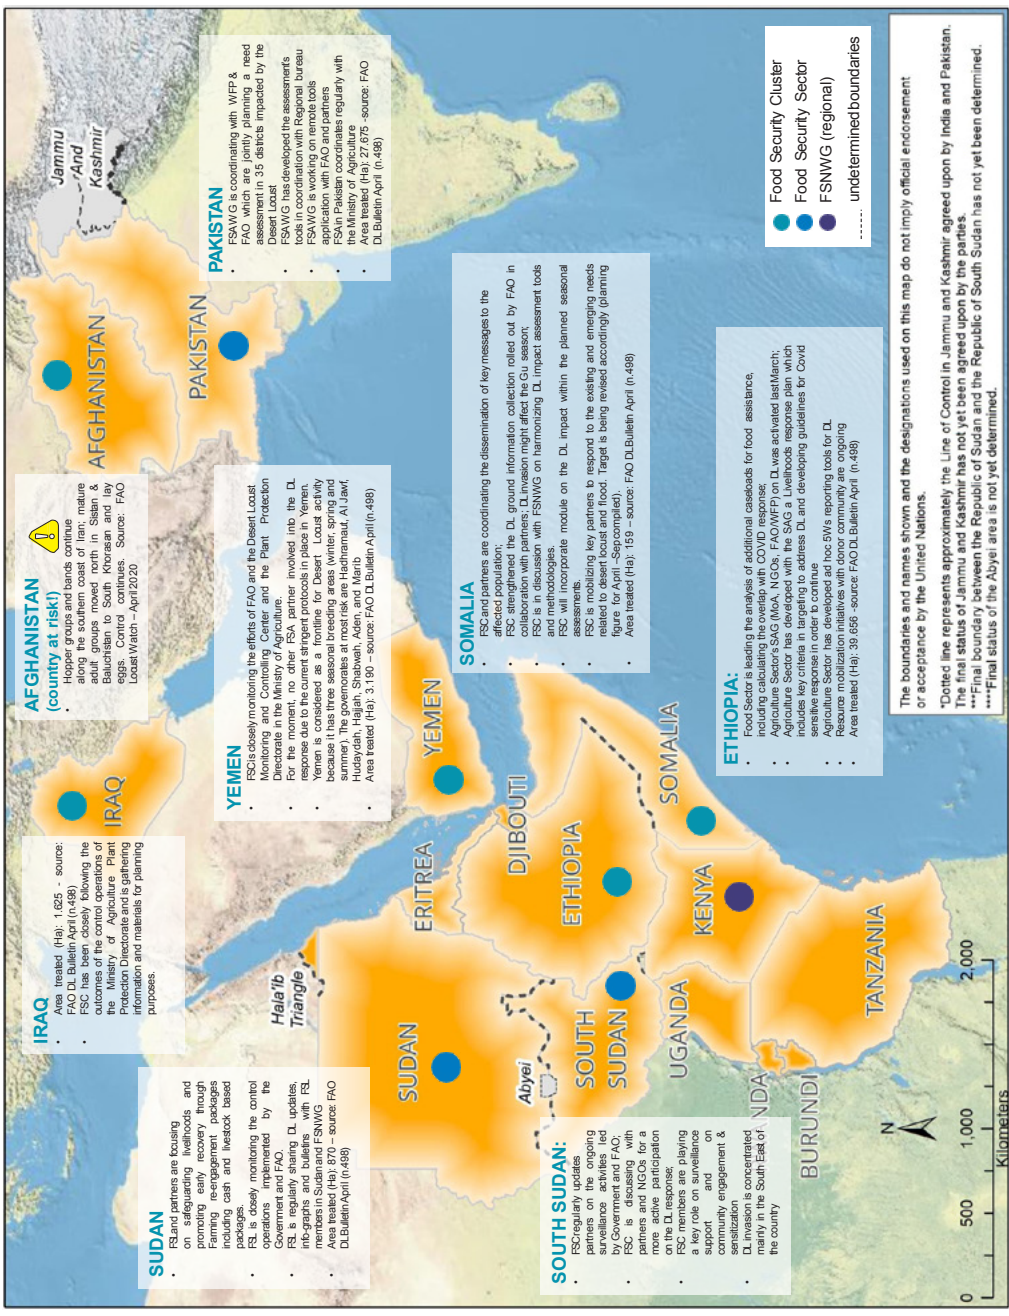 IRAQ
• Area treated (Ha): 1.625 - source:
FAO DL Bulletin April (n.498)
• FSC has been closely following the
outcomes of the control operations of
the Ministry of Agriculture Plant
Protection Directorate and is gathering
information and materials for planning
purposes.
AFGHANISTAN
(country at risk!)
• Hopper groups and bands continue
along the southern coast of Iran; mature
adult groups moved north in Sistan &
Baluchistan to South Khorasan and lay
eggs. Control continues. Source: FAO
Locust Watch – April 2020
PAKISTAN
• FSAWG is coordinating with WFP &
FAO which are jointly planning a need
assessment in 35 districts impacted by the
Desert Locust
• FSAWG has developed the assessment's
tools in coordination with Regional bureau
• FSAWG is working on remote tools
application with FAO and partners
• FSA in Pakistan coordinates regularly with
the Ministry of Agriculture
• Area treated (Ha): 27.675 -source: FAO
DL Bulletin April (n.498)
SUDAN
• FSL and partners are focusing
on safeguarding livelihoods and
promoting early recovery through
Farming re-engagement packages
including cash and livestock based
packages.
• FSL is closely monitoring the control
operations implemented by the
Government and FAO.
• FSL is regularly sharing DL updates,
info-graphs and bulletins with FSL
members in Sudan and FSNWG
• Area treated (Ha): 870 – source: FAO
DL Bulletin April (n.498)
YEMEN
• FSC is closely monitoring the efforts of FAO and the Desert Locust
Monitoring and Controlling Center and the Plant Protection
Directorate in the Ministry of Agriculture.
• For the moment, no other FSA partner involved into the DL
response due to the current stringent protocols in place in Yemen.
• Yemen is considered as a frontline for Desert Locust activity
because it has three seasonal breeding areas (winter, spring and
summer). The governorates at most risk are Hadhramaut, Al Jawf,
Hudaydah, Hajjah, Shabweh, Aden, and Marib
• Area treated (Ha): 3.190 – source: FAO DL Bulletin April (n.498)
SOMALIA
• FSC and partners are coordinating the dissemination of key messages to the
affected population;
• FSC strengthened the DL ground information collection rolled out by FAO in
collaboration with partners; DL invasion might affect the Gu season;
• FSC is in discussion with FSNWG on harmonizing DL impact assessment tools
and methodologies.
• FSC will incorporate module on the DL impact within the planned seasonal
assessments.
• FSC is mobilizing key partners to respond to the existing and emerging needs
related to desert locust and flood. Target is being revised accordingly (planning
figure for April –Sep compiled).
• Area treated (Ha): 159 – source: FAO DL Bulletin April (n.498)
SOUTH SUDAN:
• FSC regularly updates
partners on the ongoing
surveillance activities led
by Government and FAO;
• FSC is discussing with
partners and NGOs for a
more active participation
on the DL response;
• FSC members are playing
a key role on surveillance
support and on
community engagement &
sensitization
• DL invasion is concentrated
mainly in the South East of
the country
ETHIOPIA:
• Food Sector is leading the analysis of additional caseloads for food assistance,
including calculating the overlap with COVID response;
• Agriculture Sector's SAG (MoA, NGOs, FAO/WFP) on DL was activated last March;
• Agriculture Sector has developed with the SAG a Livelihoods response plan which
includes key criteria in targeting to address DL and developing guidelines for Covid
sensitive response in order to continue
• Agriculture Sector has developed ad hoc 5Ws reporting tools for DL
• Resource mobilization initiatives with donor community are ongoing
• Area treated (Ha): 39.656 -source: FAO DL Bulletin April (n.498)
IRAQ
AFGHANISTAN
Jammu
And
Kashmir
PAKISTAN
Hala'ib
Triangle
SUDAN
ERITREA
YEMEN
DJIBOUTI
Abyei
SOUTH
SUDAN
ETHIOPIA
SOMALIA
UGANDA
KENYA
NDA
BURUNDI
TANZANIA
Food Security Cluster
Food Security Sector
FSNWG (regional)
undetermined boundaries
N
0 500 1,000 2,000
Kilometers
The boundaries and names shown and the designations used on this map do not imply official endorsement
or acceptance by the United Nations.
*Dotted line represents approximately the Line of Control in Jammu and Kashmir agreed upon by India and Pakistan.
The final status of Jammu and Kashmir has not yet been agreed upon by the parties.
***Final boundary between the Republic of Sudan and the Republic of South Sudan has not yet been determined.
****Final status of the Abyei area is not yet determined.